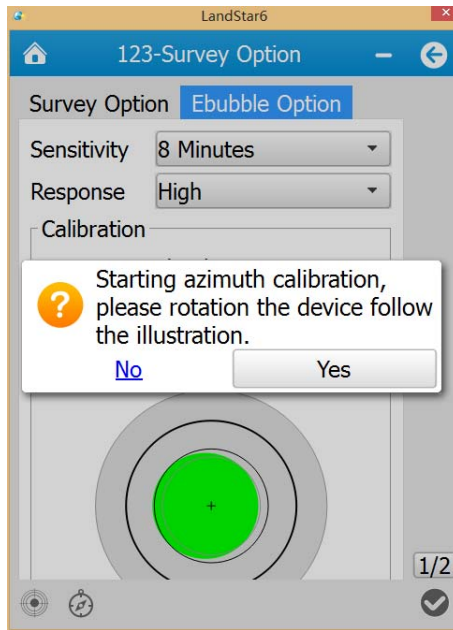 LandStar6
123-Survey Option
Survey Option Ebubble Option
Sensitivity 8 Minutes
Response High
Calibration
Starting azimuth calibration,
please rotation the device follow
the illustration.
No Yes
1/2